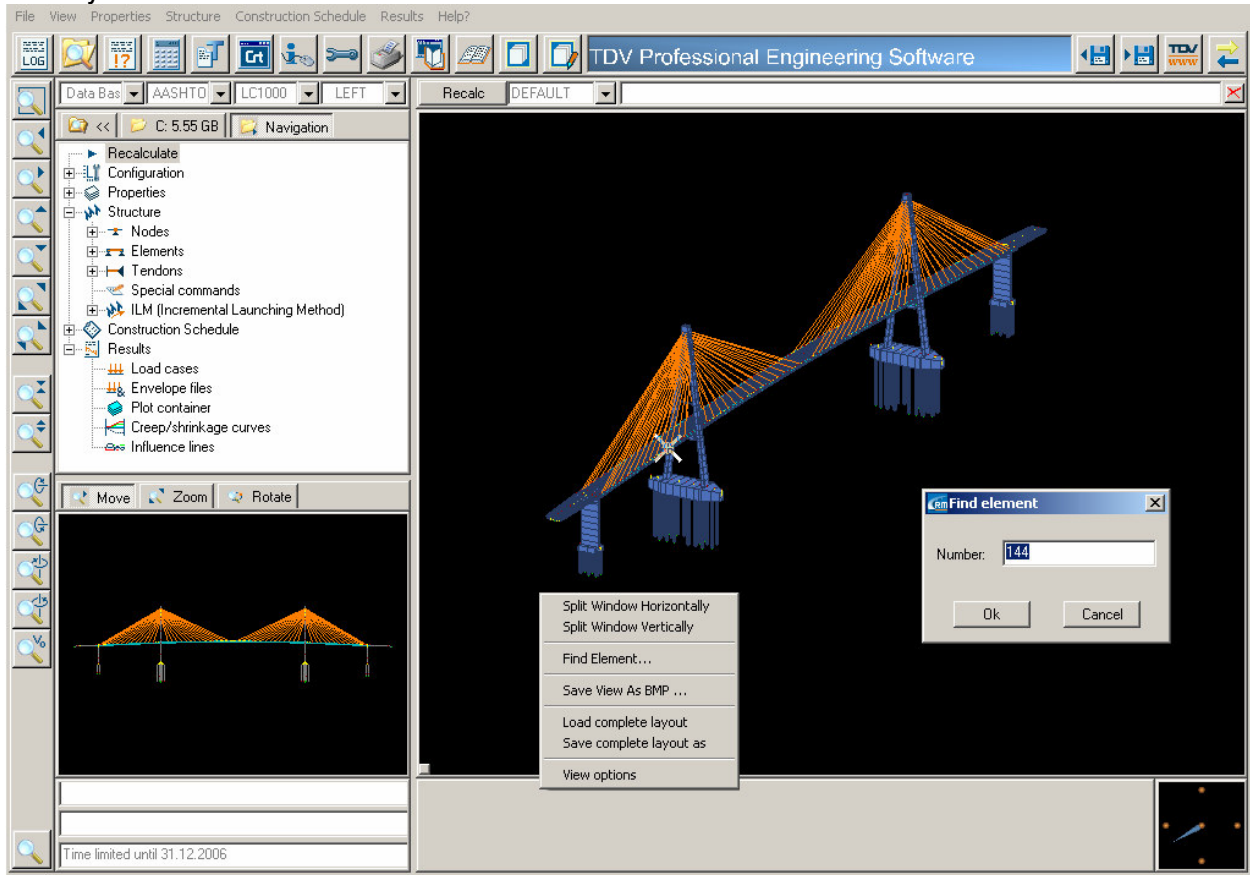 File View Properties Structure Construction Schedule Results Help?
LOG !? Crt TDV Professional Engineering Software TDV WWW
Data Bas AASHTO LC1000 LEFT Recalc DEFAULT
<< C: 5.55 GB Navigation
Recalculate
Configuration
Properties
Structure
Nodes
Elements
Tendons
Special commands
ILM (Incremental Launching Method)
Construction Schedule
Results
Load cases
Envelope files
Plot container
Creep/shrinkage curves
Influence lines
Move Zoom Rotate
RM Find element
Number: 144
Ok Cancel
Split Window Horizontally
Split Window Vertically
Find Element...
Save View As BMP ...
Load complete layout
Save complete layout as
View options
Time limited until 31.12.2006